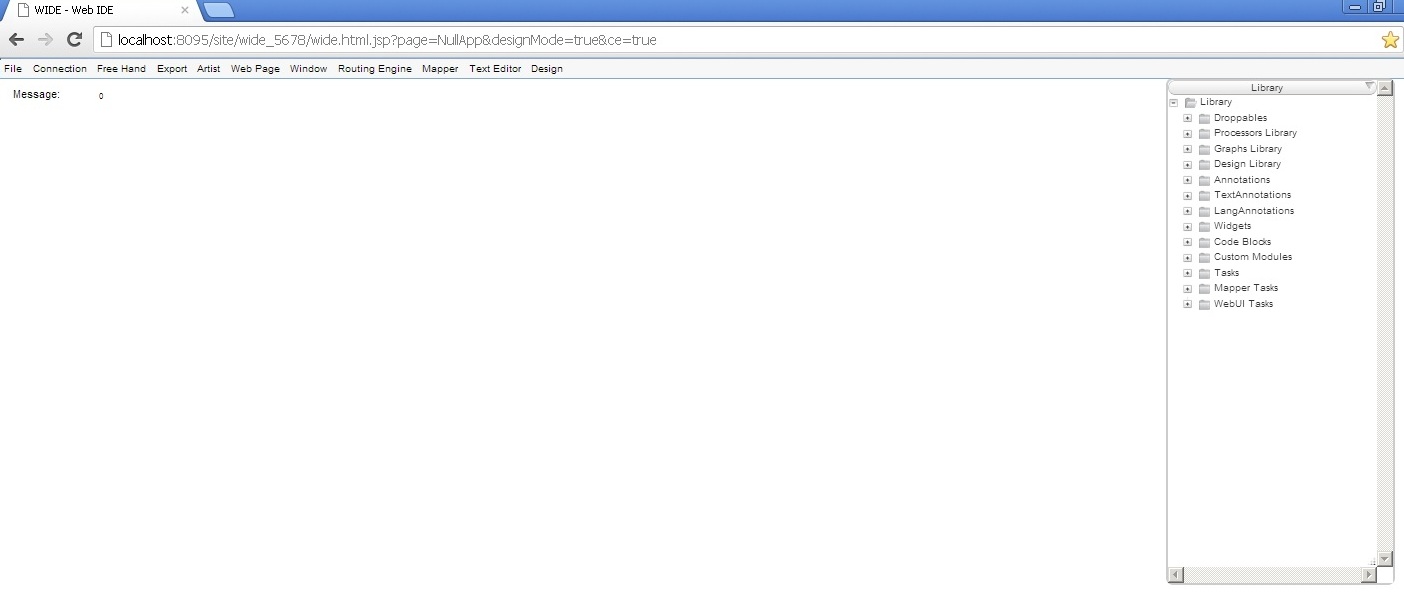 WIDE - Web IDE
localhost:8095/site/wide_5678/wide.html.jsp?page=NullApp&designMode=true&ce=true
File Connection Free Hand Export Artist Web Page Window Routing Engine Mapper Text Editor Design
Message: 0
Library
Library
Droppables
Processors Library
Graphs Library
Design Library
Annotations
TextAnnotations
LangAnnotations
Widgets
Code Blocks
Custom Modules
Tasks
Mapper Tasks
WebUI Tasks